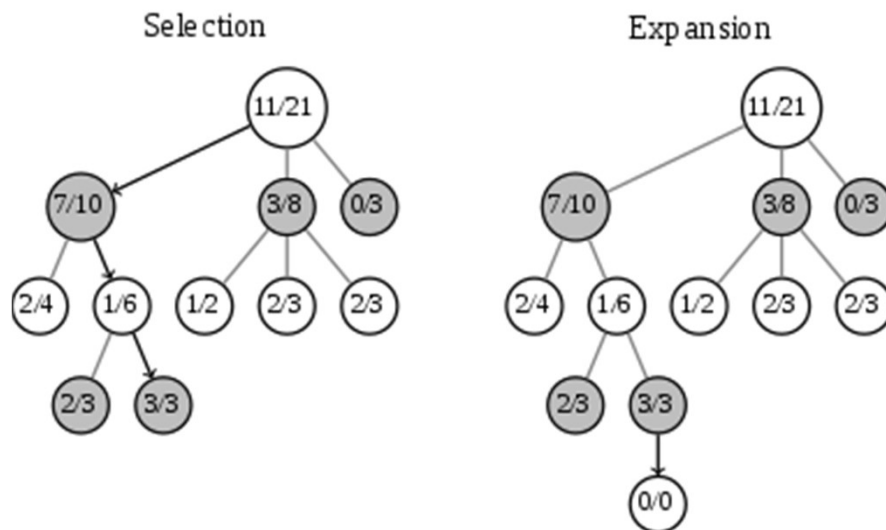 Selection
11/21
7/10 3/8 0/3
2/4 1/6 1/2 2/3 2/3
2/3 3/3
Expansion
11/21
7/10 3/8 0/3
2/4 1/6 1/2 2/3 2/3
2/3 3/3
0/0